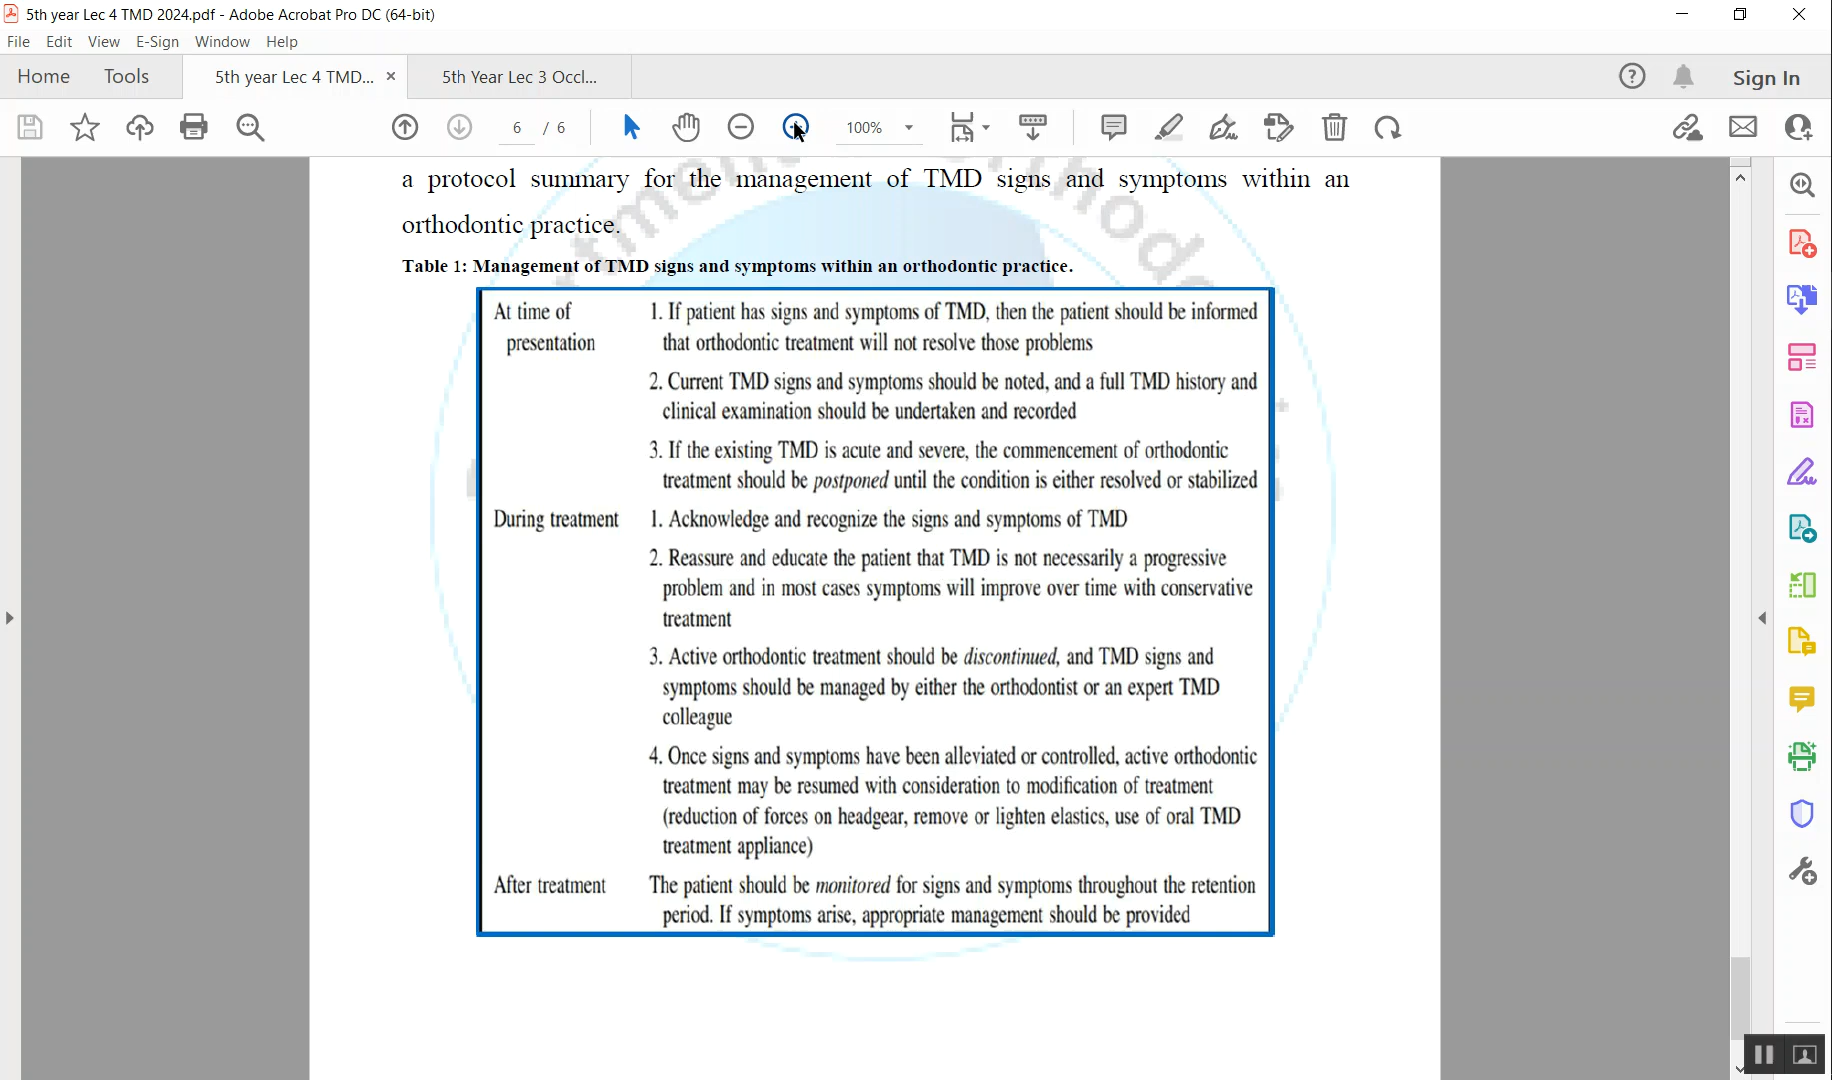 5th year Lec 4 TMD 2024.pdf - Adobe Acrobat Pro DC (64-bit)
File Edit View E-Sign Window Help
Home Tools 5th year Lec 4 TMD... × 5th Year Lec 3 Occl... Sign In
6 / 6 100%
a protocol summary for the management of TMD signs and symptoms within an
orthodontic practice.
Table 1: Management of TMD signs and symptoms within an orthodontic practice.
At time of presentation
1. If patient has signs and symptoms of TMD, then the patient should be informed
that orthodontic treatment will not resolve those problems
2. Current TMD signs and symptoms should be noted, and a full TMD history and
clinical examination should be undertaken and recorded
3. If the existing TMD is acute and severe, the commencement of orthodontic
treatment should be postponed until the condition is either resolved or stabilized
During treatment
1. Acknowledge and recognize the signs and symptoms of TMD
2. Reassure and educate the patient that TMD is not necessarily a progressive
problem and in most cases symptoms will improve over time with conservative
treatment
3. Active orthodontic treatment should be discontinued, and TMD signs and
symptoms should be managed by either the orthodontist or an expert TMD
colleague
4. Once signs and symptoms have been alleviated or controlled, active orthodontic
treatment may be resumed with consideration to modification of treatment
(reduction of forces on headgear, remove or lighten elastics, use of oral TMD
treatment appliance)
After treatment
The patient should be monitored for signs and symptoms throughout the retention
period. If symptoms arise, appropriate management should be provided